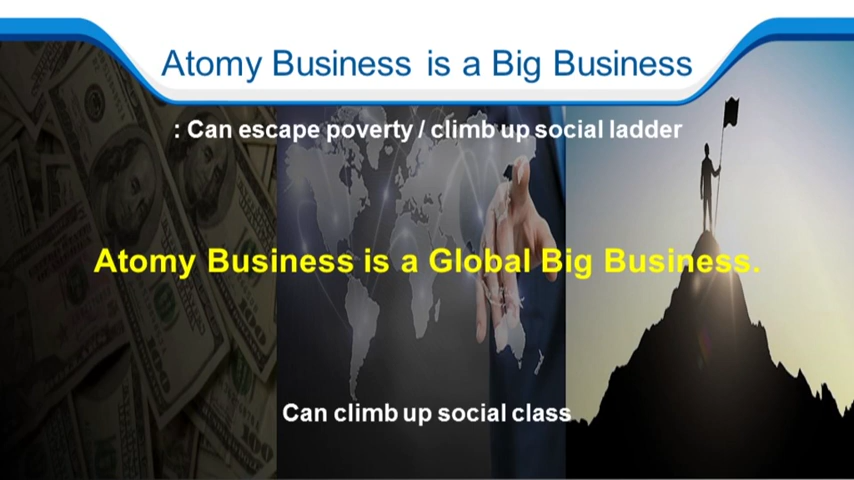 Atomy Business is a Big Business
: Can escape poverty / climb up social ladder
Atomy Business is a Global Big Business.
Can climb up social class